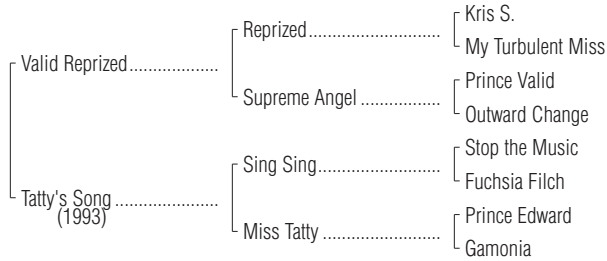 Kris S.
Reprized
My Turbulent Miss
Valid Reprized
Prince Valid
Supreme Angel
Outward Change
Stop the Music
Sing Sing
Fuchsia Filch
Tatty's Song
(1993)
Prince Edward
Miss Tatty
Gamonia